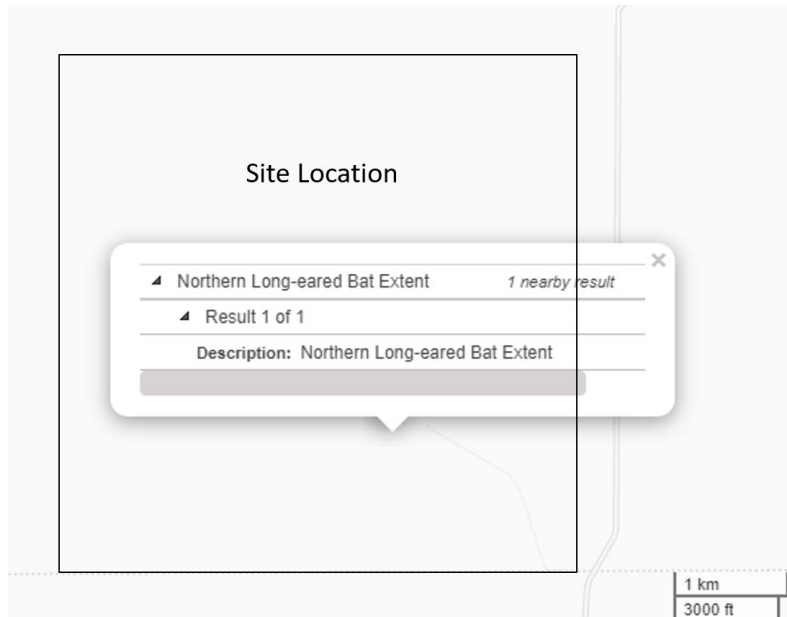 Site Location
Northern Long-eared Bat Extent 1 nearby result
Result 1 of 1
Description: Northern Long-eared Bat Extent
1 km
3000 ft